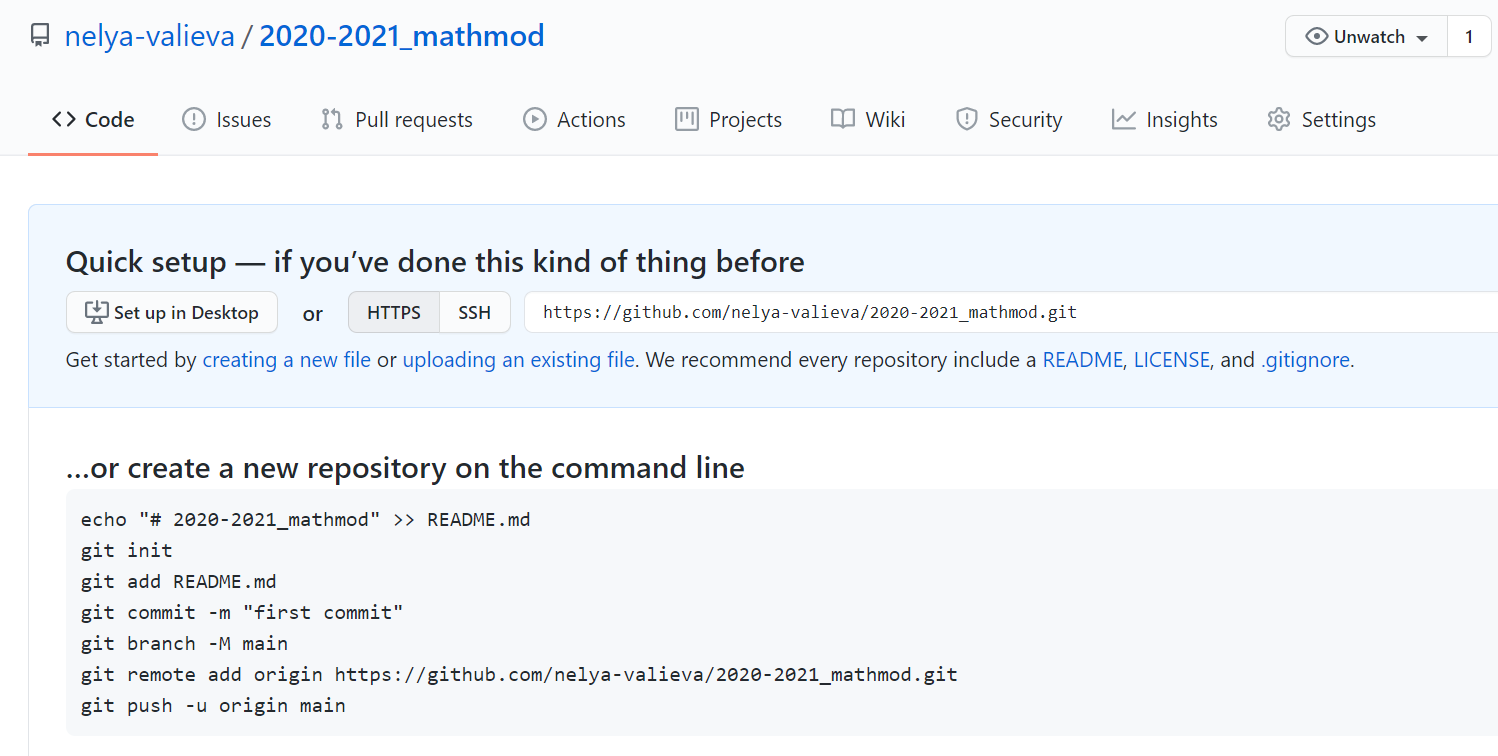 nelya-valieva / 2020-2021_mathmod
Unwatch 1
Code Issues Pull requests Actions Projects Wiki Security Insights Settings
Quick setup — if you’ve done this kind of thing before
Set up in Desktop or HTTPS SSH https://github.com/nelya-valieva/2020-2021_mathmod.git
Get started by creating a new file or uploading an existing file. We recommend every repository include a README, LICENSE, and .gitignore.
…or create a new repository on the command line
echo "# 2020-2021_mathmod" >> README.md
git init
git add README.md
git commit -m "first commit"
git branch -M main
git remote add origin https://github.com/nelya-valieva/2020-2021_mathmod.git
git push -u origin main